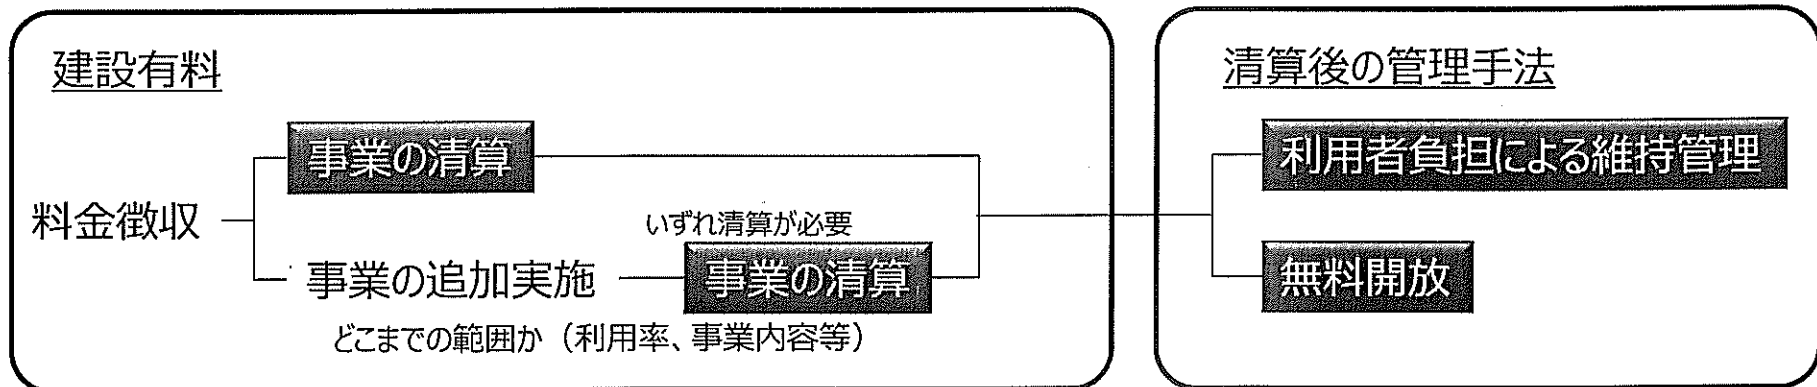 建設有料
料金徴収
事業の清算
事業の追加実施
どこまでの範囲か（利用率、事業内容等）
いずれ清算が必要
事業の清算
清算後の管理手法
利用者負担による維持管理
無料開放